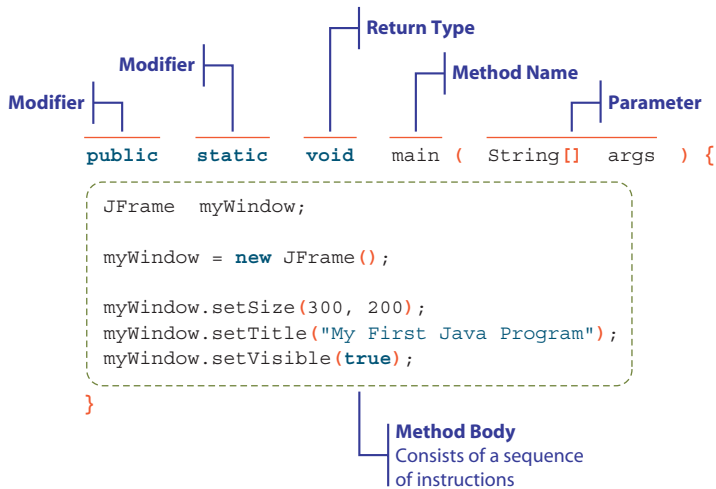 Return Type
Modifier
Method Name
Modifier
Parameter
public static void main ( String[] args ) {
JFrame myWindow;
myWindow = new JFrame();
myWindow.setSize(300, 200);
myWindow.setTitle("My First Java Program");
myWindow.setVisible(true);
}
Method Body
Consists of a sequence
of instructions